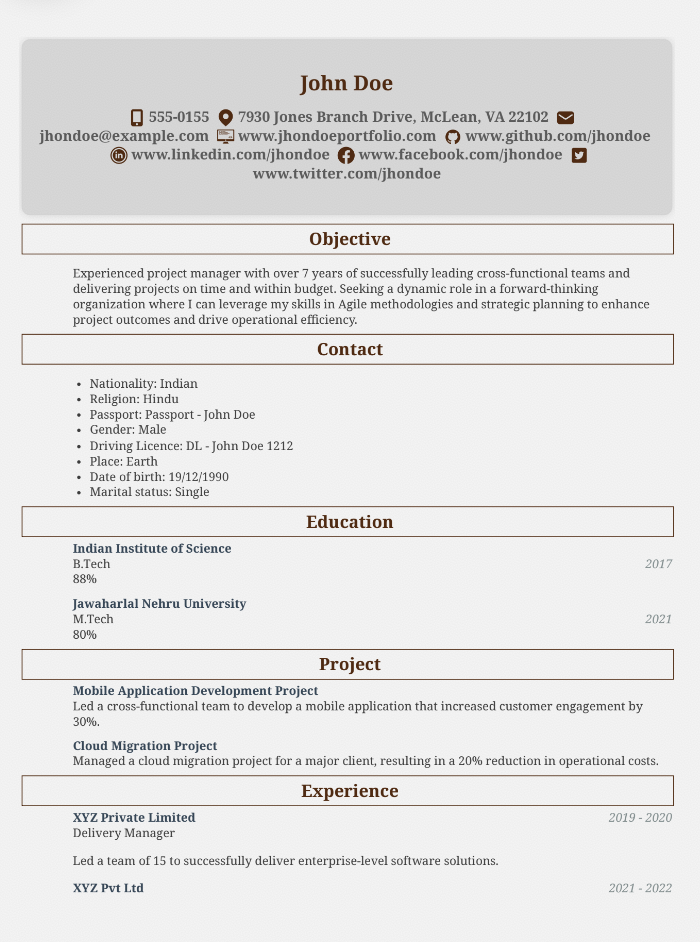 John Doe
555-0155 7930 Jones Branch Drive, McLean, VA 22102
jhondoe@example.com www.jhondoeportfolio.com www.github.com/jhondoe
www.linkedin.com/jhondoe www.facebook.com/jhondoe
www.twitter.com/jhondoe
Objective
Experienced project manager with over 7 years of successfully leading cross-functional teams and
delivering projects on time and within budget. Seeking a dynamic role in a forward-thinking
organization where I can leverage my skills in Agile methodologies and strategic planning to enhance
project outcomes and drive operational efficiency.
Contact
• Nationality: Indian
• Religion: Hindu
• Passport: Passport - John Doe
• Gender: Male
• Driving Licence: DL - John Doe 1212
• Place: Earth
• Date of birth: 19/12/1990
• Marital status: Single
Education
Indian Institute of Science
B.Tech 2017
88%
Jawaharlal Nehru University
M.Tech 2021
80%
Project
Mobile Application Development Project
Led a cross-functional team to develop a mobile application that increased customer engagement by
30%.
Cloud Migration Project
Managed a cloud migration project for a major client, resulting in a 20% reduction in operational costs.
Experience
XYZ Private Limited 2019 - 2020
Delivery Manager
Led a team of 15 to successfully deliver enterprise-level software solutions.
XYZ Pvt Ltd 2021 - 2022